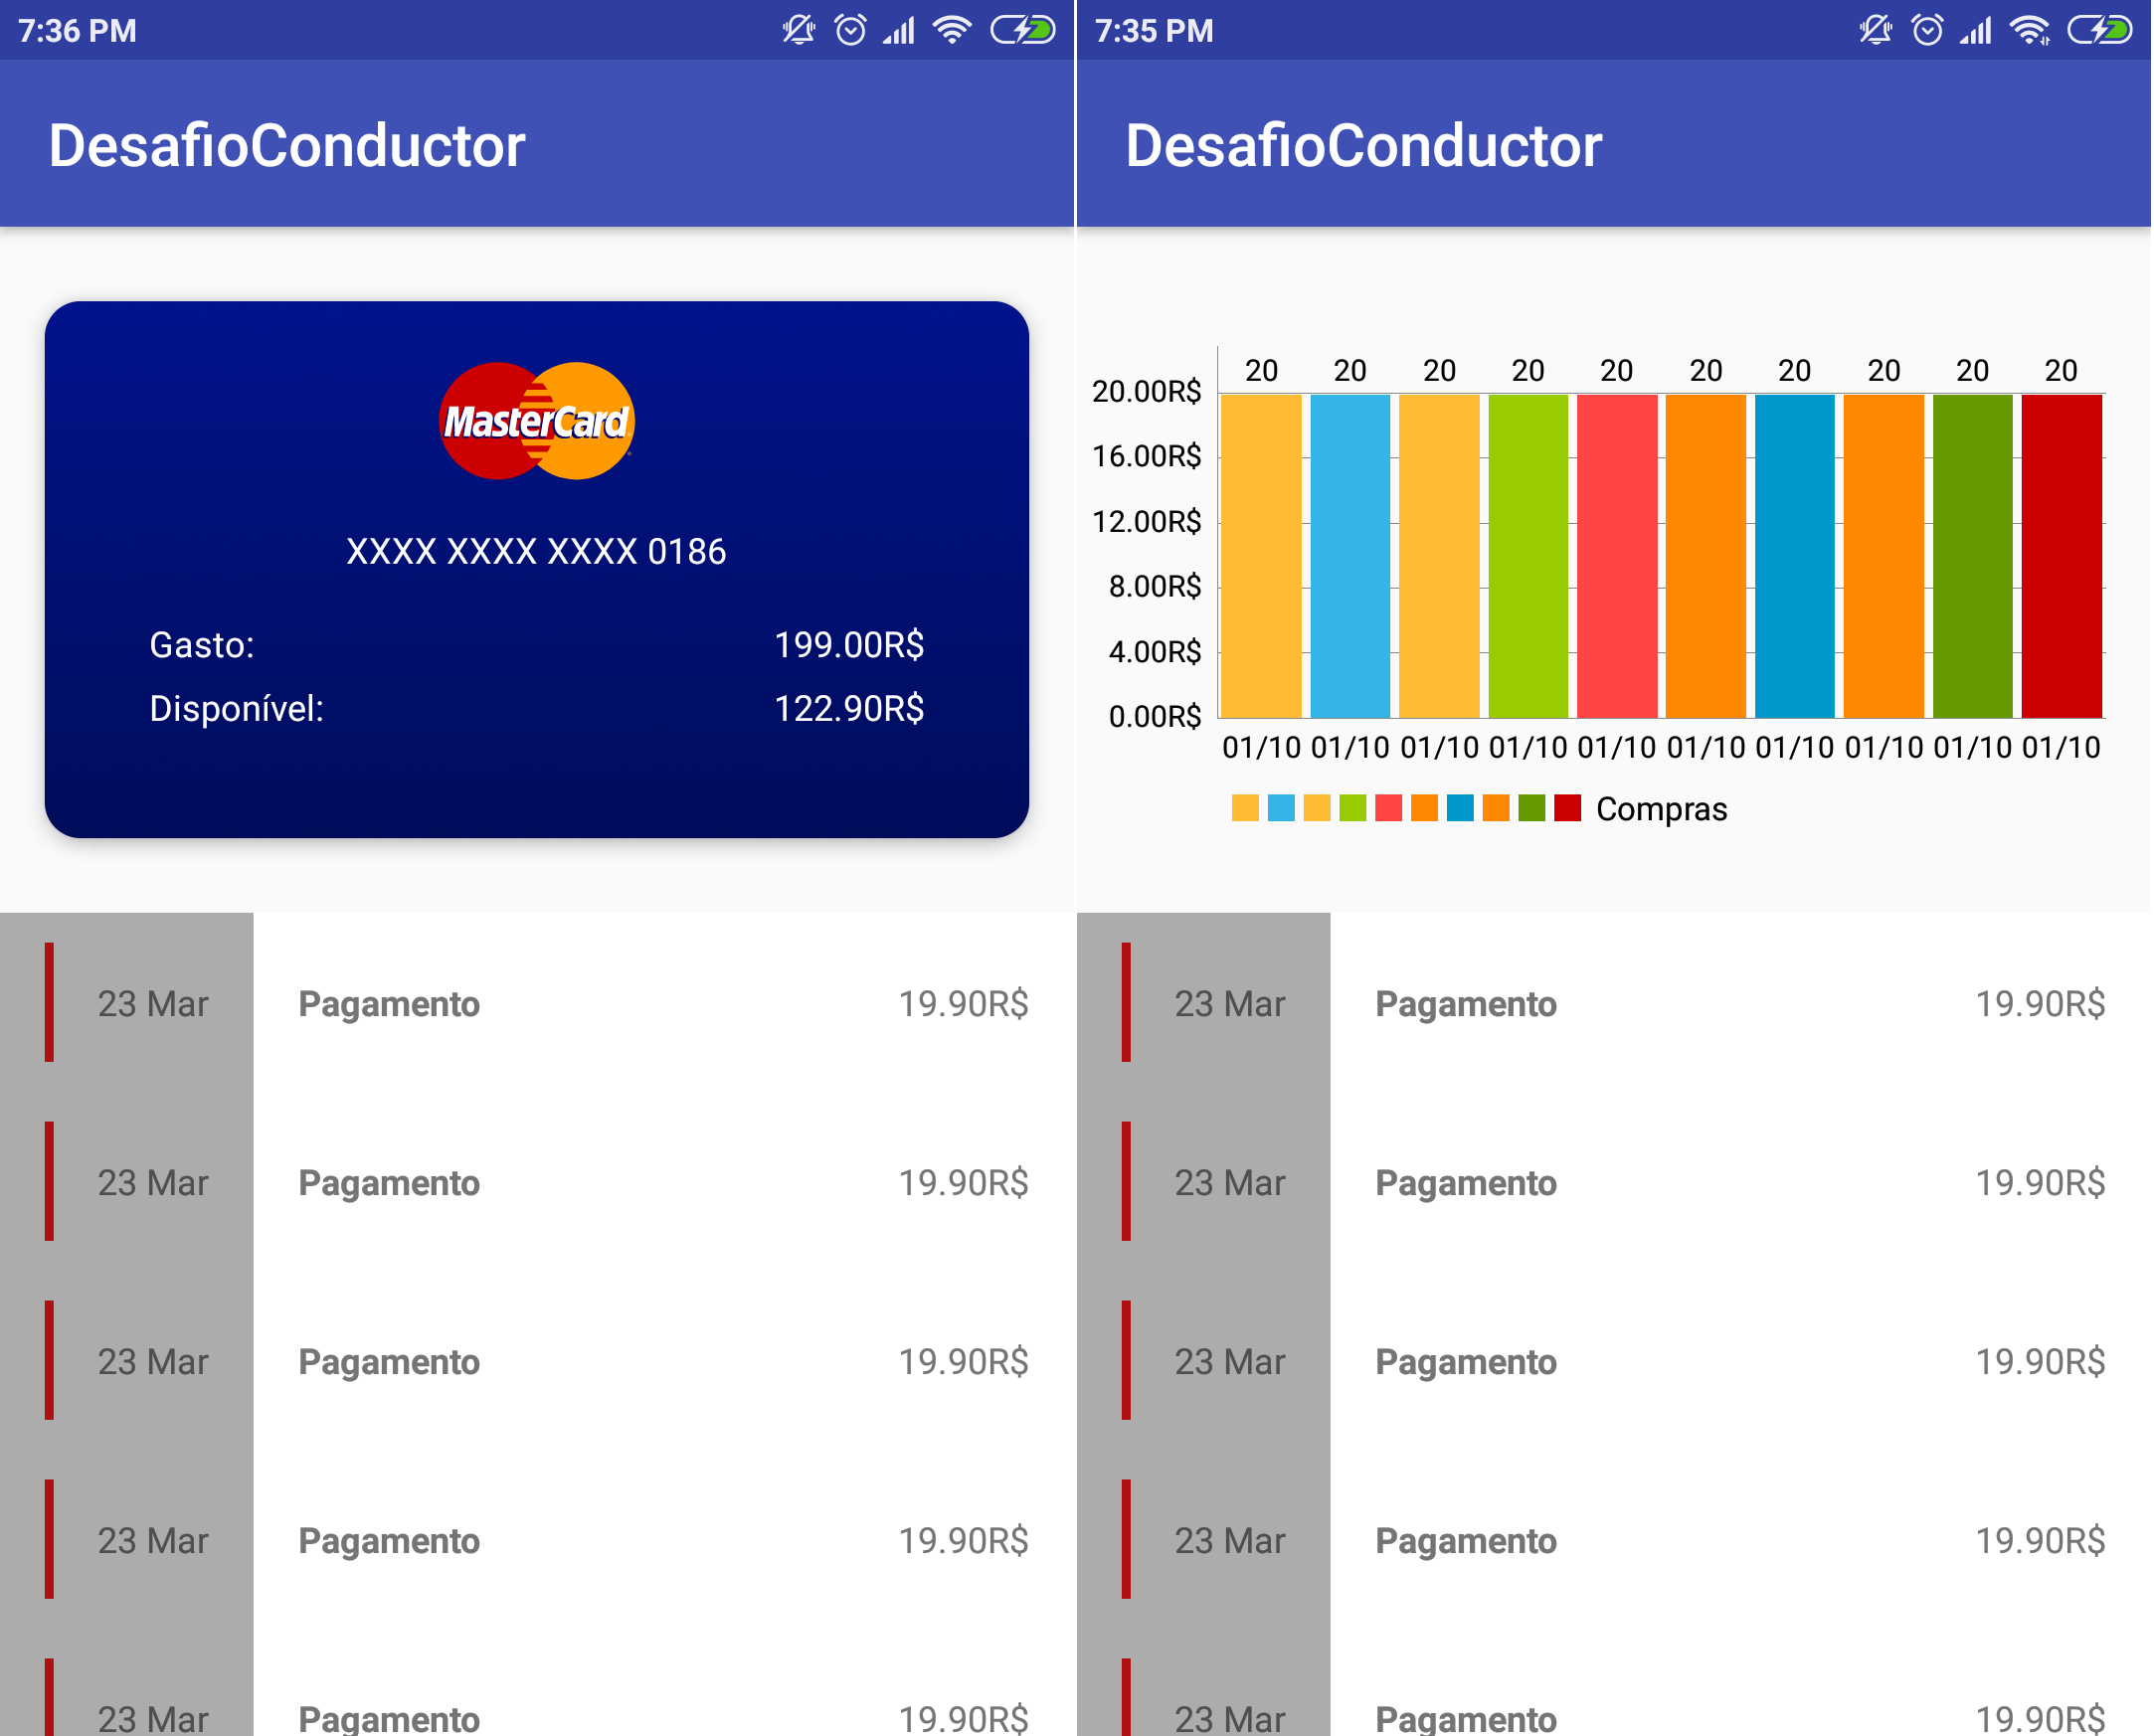 7:36 PM
DesafioConductor
MasterCard
XXXX XXXX XXXX 0186
Gasto: 199.00R$
Disponível: 122.90R$
23 Mar Pagamento 19.90R$
23 Mar Pagamento 19.90R$
23 Mar Pagamento 19.90R$
23 Mar Pagamento 19.90R$
23 Mar Pagamento 19.90R$
7:35 PM
DesafioConductor
20 20 20 20 20 20 20 20 20 20
20.00R$
16.00R$
12.00R$
8.00R$
4.00R$
0.00R$
01/10 01/10 01/10 01/10 01/10 01/10 01/10 01/10 01/10 01/10
Compras
23 Mar Pagamento 19.90R$
23 Mar Pagamento 19.90R$
23 Mar Pagamento 19.90R$
23 Mar Pagamento 19.90R$
23 Mar Pagamento 19.90R$